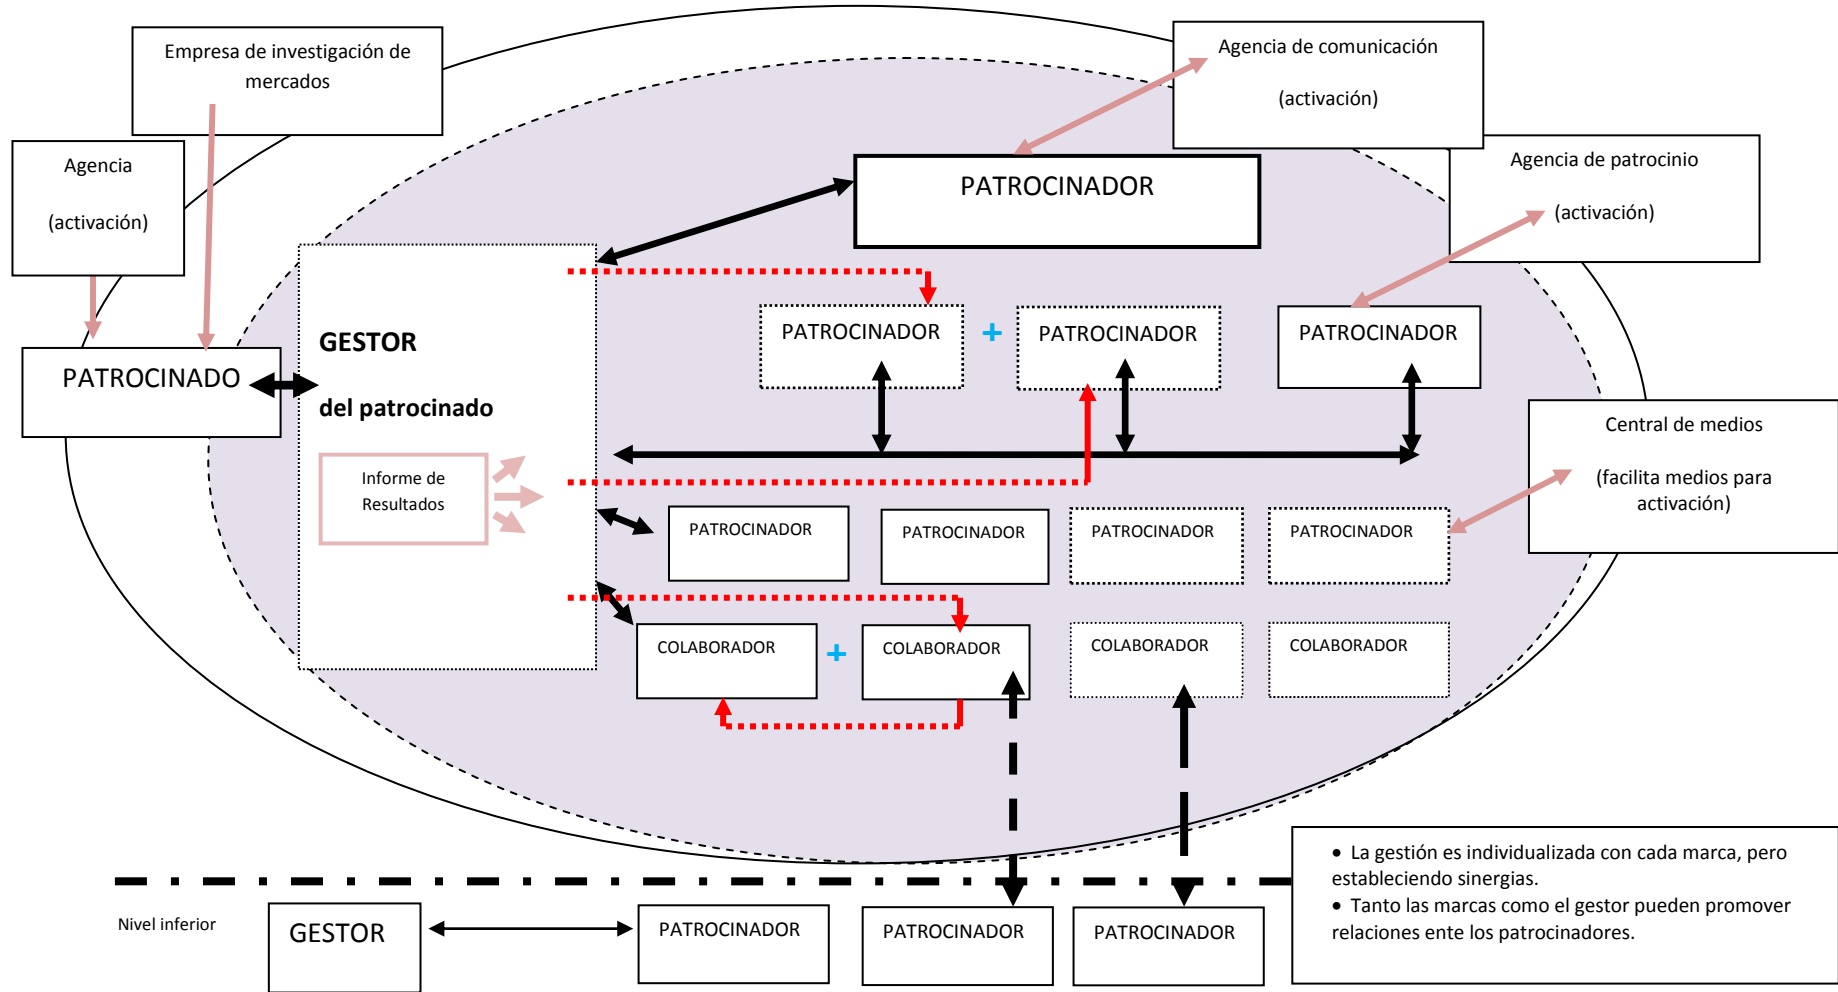 Empresa de investigación de
mercados
Agencia de comunicación
(activación)
Agencia
(activación)
Agencia de patrocinio
(activación)
PATROCINADOR
GESTOR
del patrocinado
PATROCINADOR
+
PATROCINADOR
PATROCINADOR
PATROCINADO
Informe de
Resultados
Central de medios
(facilita medios para
activación)
PATROCINADOR
PATROCINADOR
PATROCINADOR
PATROCINADOR
COLABORADOR
+
COLABORADOR
COLABORADOR
COLABORADOR
• La gestión es individualizada con cada marca, pero
estableciendo sinergias.
• Tanto las marcas como el gestor pueden promover
relaciones ente los patrocinadores.
Nivel inferior
GESTOR
PATROCINADOR
PATROCINADOR
PATROCINADOR